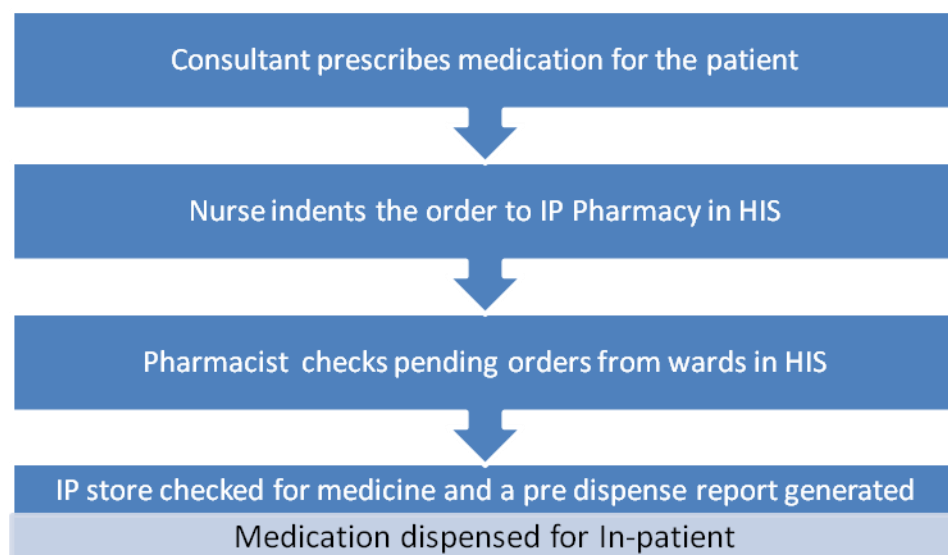 Consultant prescribes medication for the patient
Nurse indents the order to IP Pharmacy in HIS
Pharmacist checks pending orders from wards in HIS
IP store checked for medicine and a pre dispense report generated
Medication dispensed for In-patient